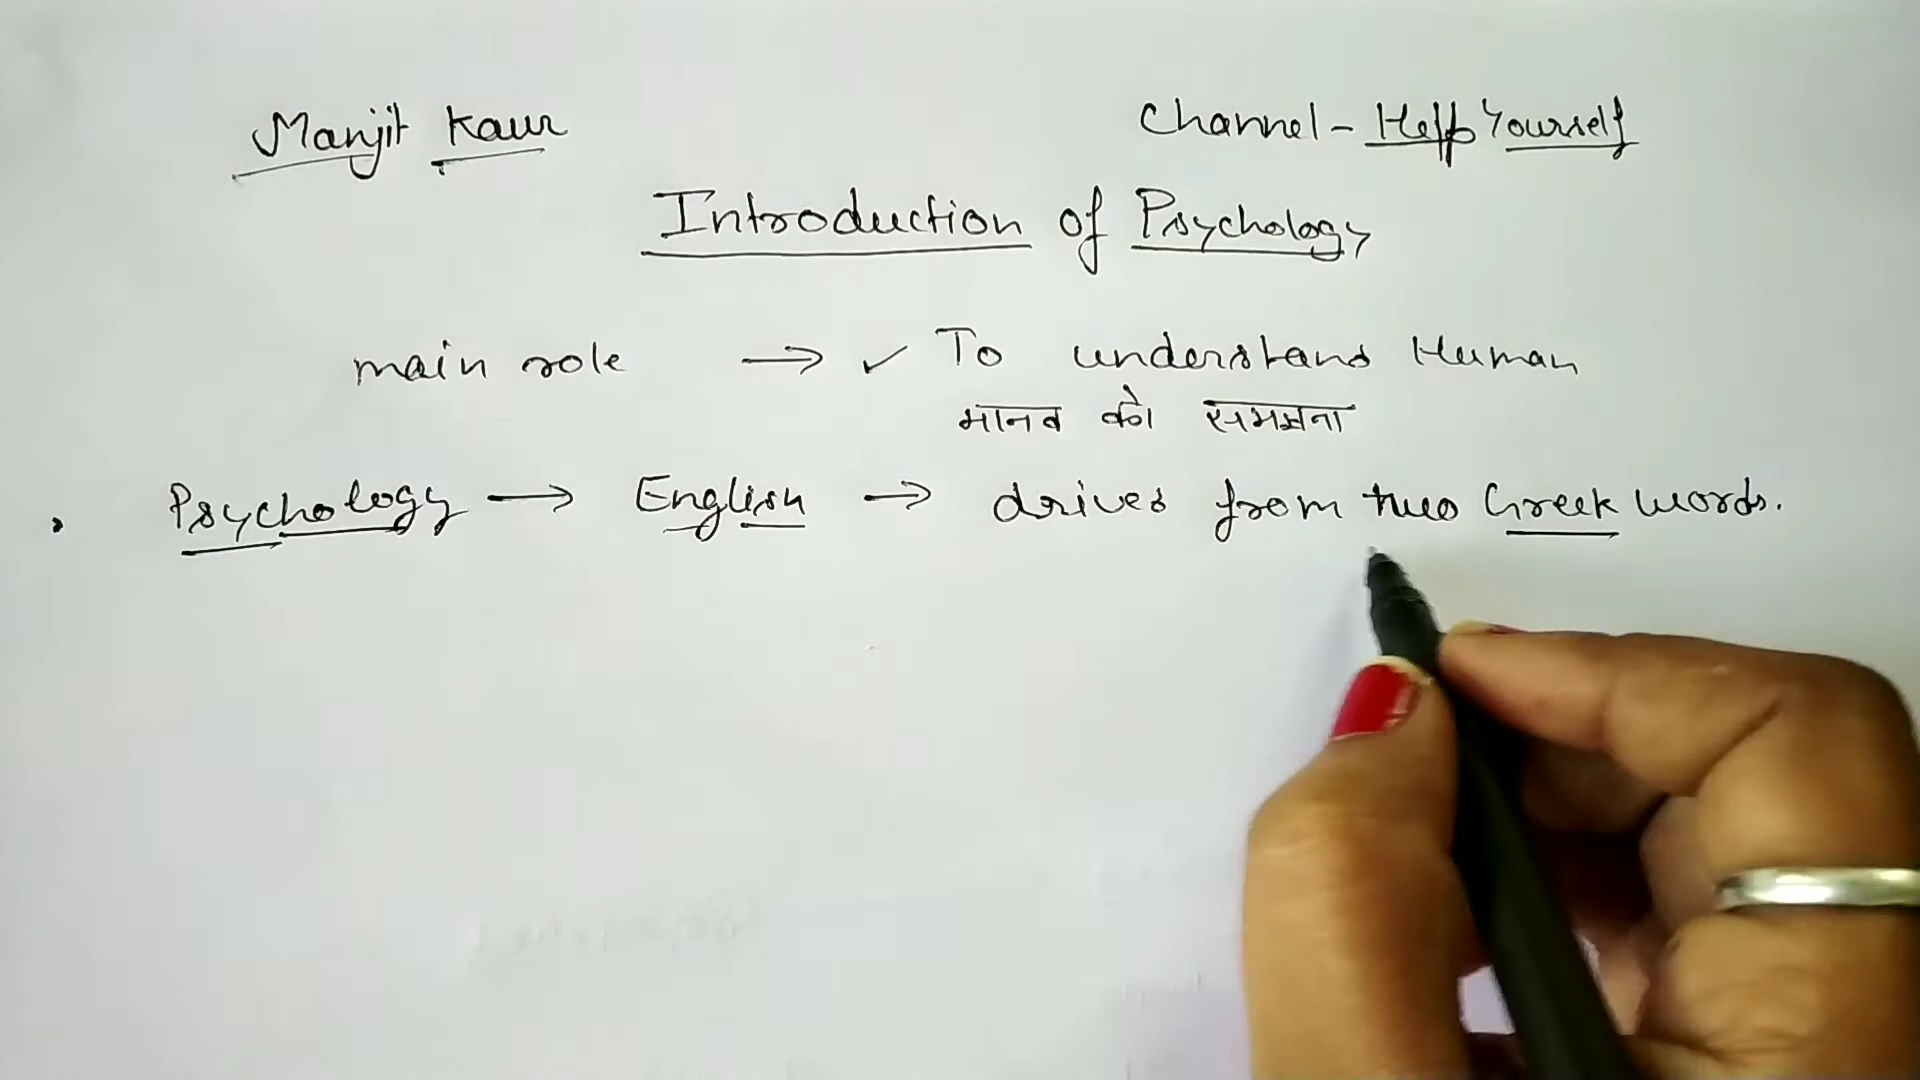 Manjit Kaur Channel - Help Yourself
Introduction of Psychology
main role → ✓ To understand Human
मानव को समझना
Psychology → English → drives from two Greek words.